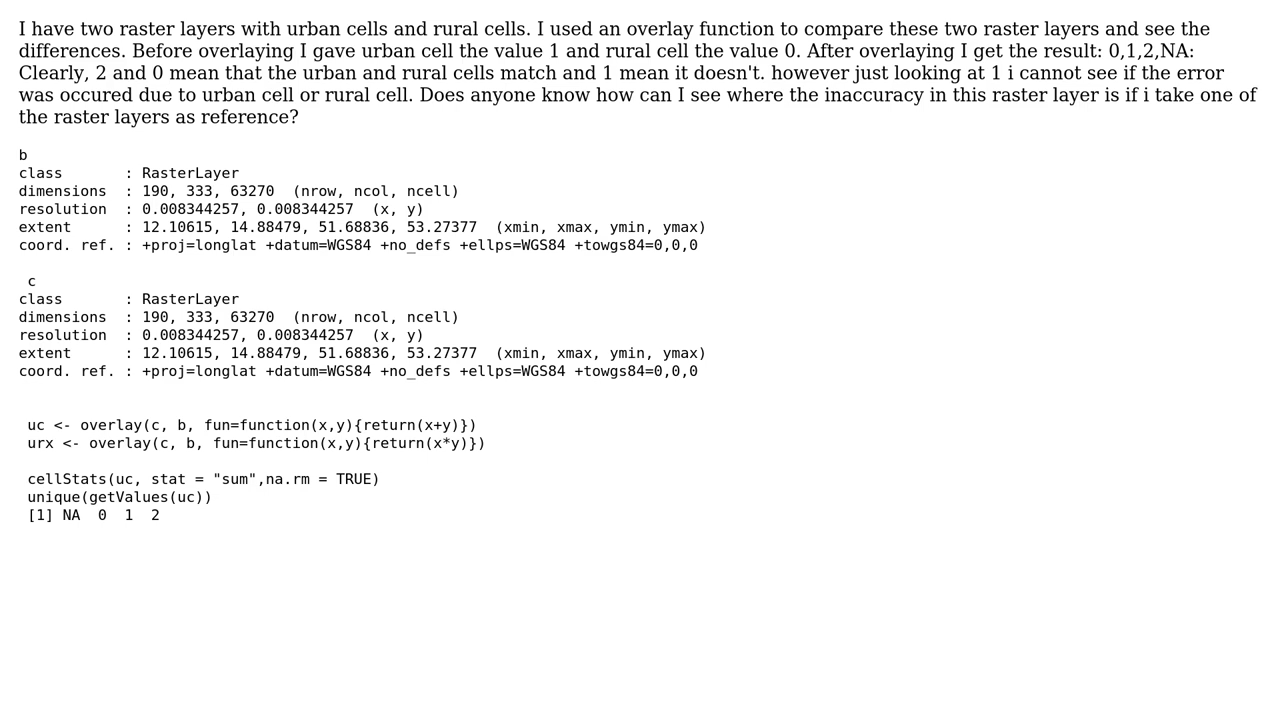 I have two raster layers with urban cells and rural cells. I used an overlay function to compare these two raster layers and see the
differences. Before overlaying I gave urban cell the value 1 and rural cell the value 0. After overlaying I get the result: 0,1,2,NA:
Clearly, 2 and 0 mean that the urban and rural cells match and 1 mean it doesn't. however just looking at 1 i cannot see if the error
was occured due to urban cell or rural cell. Does anyone know how can I see where the inaccuracy in this raster layer is if i take one of
the raster layers as reference?
b
class       : RasterLayer
dimensions  : 190, 333, 63270  (nrow, ncol, ncell)
resolution  : 0.008344257, 0.008344257  (x, y)
extent      : 12.10615, 14.88479, 51.68836, 53.27377  (xmin, xmax, ymin, ymax)
coord. ref. : +proj=longlat +datum=WGS84 +no_defs +ellps=WGS84 +towgs84=0,0,0
c
class       : RasterLayer
dimensions  : 190, 333, 63270  (nrow, ncol, ncell)
resolution  : 0.008344257, 0.008344257  (x, y)
extent      : 12.10615, 14.88479, 51.68836, 53.27377  (xmin, xmax, ymin, ymax)
coord. ref. : +proj=longlat +datum=WGS84 +no_defs +ellps=WGS84 +towgs84=0,0,0
uc <- overlay(c, b, fun=function(x,y){return(x+y)})
urx <- overlay(c, b, fun=function(x,y){return(x*y)})
cellStats(uc, stat = "sum",na.rm = TRUE)
unique(getValues(uc))
[1] NA  0  1  2